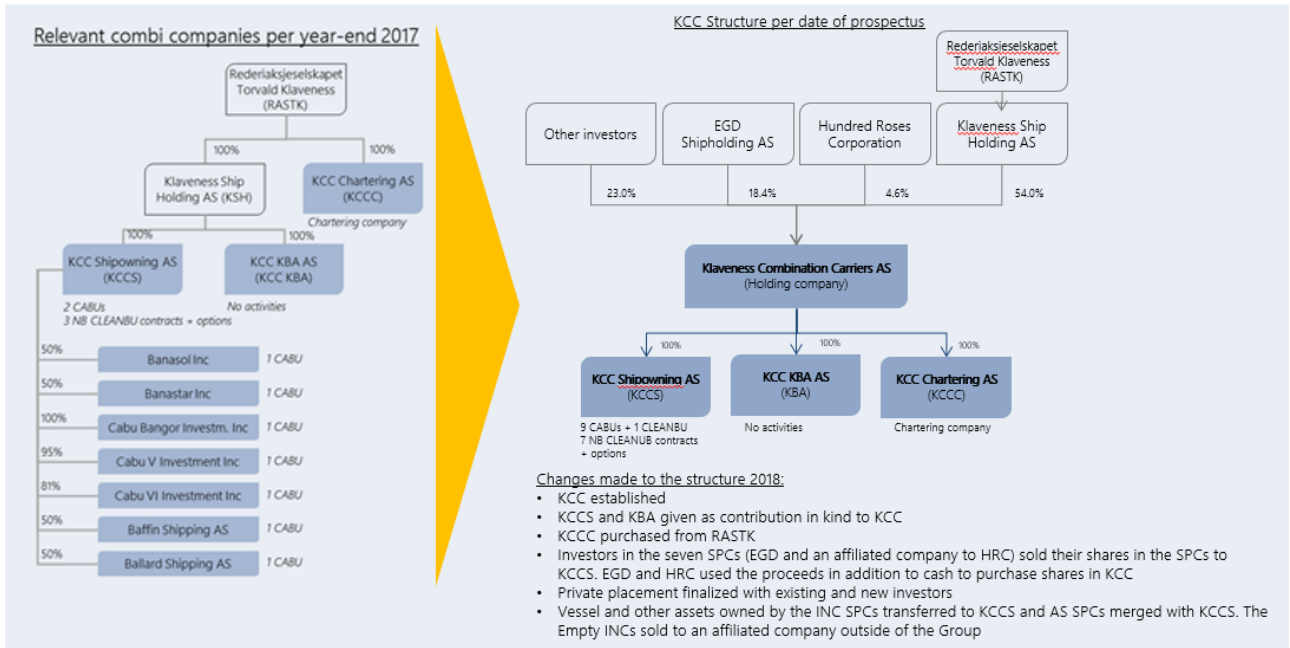 Relevant combi companies per year-end 2017
Rederiaksjeselskapet
Torvald Klaveness
(RASTK)
100%
100%
Klaveness Ship
Holding AS (KSH)
KCC Chartering AS
(KCCC)
Chartering company
100%
100%
KCC Shipowning AS
(KCCS)
KCC KBA AS
(KCC KBA)
2 CABUs
3 NB CLEANBU contracts + options
No activities
50%
Banasol Inc
1 CABU
50%
Banastar Inc
1 CABU
100%
Cabu Bangor Investm. Inc
1 CABU
95%
Cabu V Investment Inc
1 CABU
81%
Cabu VI Investment Inc
1 CABU
50%
Baffin Shipping AS
1 CABU
50%
Ballard Shipping AS
1 CABU
KCC Structure per date of prospectus
Rederiaksjeselskapet
Torvald Klaveness
(RASTK)
Other investors
EGD
Shipholding AS
Hundred Roses
Corporation
Klaveness Ship
Holding AS
23.0%
18.4%
4.6%
54.0%
Klaveness Combination Carriers AS
(Holding company)
100%
100%
100%
KCC Shipowning AS
(KCCS)
KCC KBA AS
(KBA)
KCC Chartering AS
(KCCC)
9 CABUs + 1 CLEANBU
7 NB CLEANUB contracts
+ options
No activities
Chartering company
Changes made to the structure 2018:
• KCC established
• KCCS and KBA given as contribution in kind to KCC
• KCCC purchased from RASTK
• Investors in the seven SPCs (EGD and an affiliated company to HRC) sold their shares in the SPCs to
KCCS. EGD and HRC used the proceeds in addition to cash to purchase shares in KCC
• Private placement finalized with existing and new investors
• Vessel and other assets owned by the INC SPCs transferred to KCCS and AS SPCs merged with KCCS. The
Empty INCs sold to an affiliated company outside of the Group